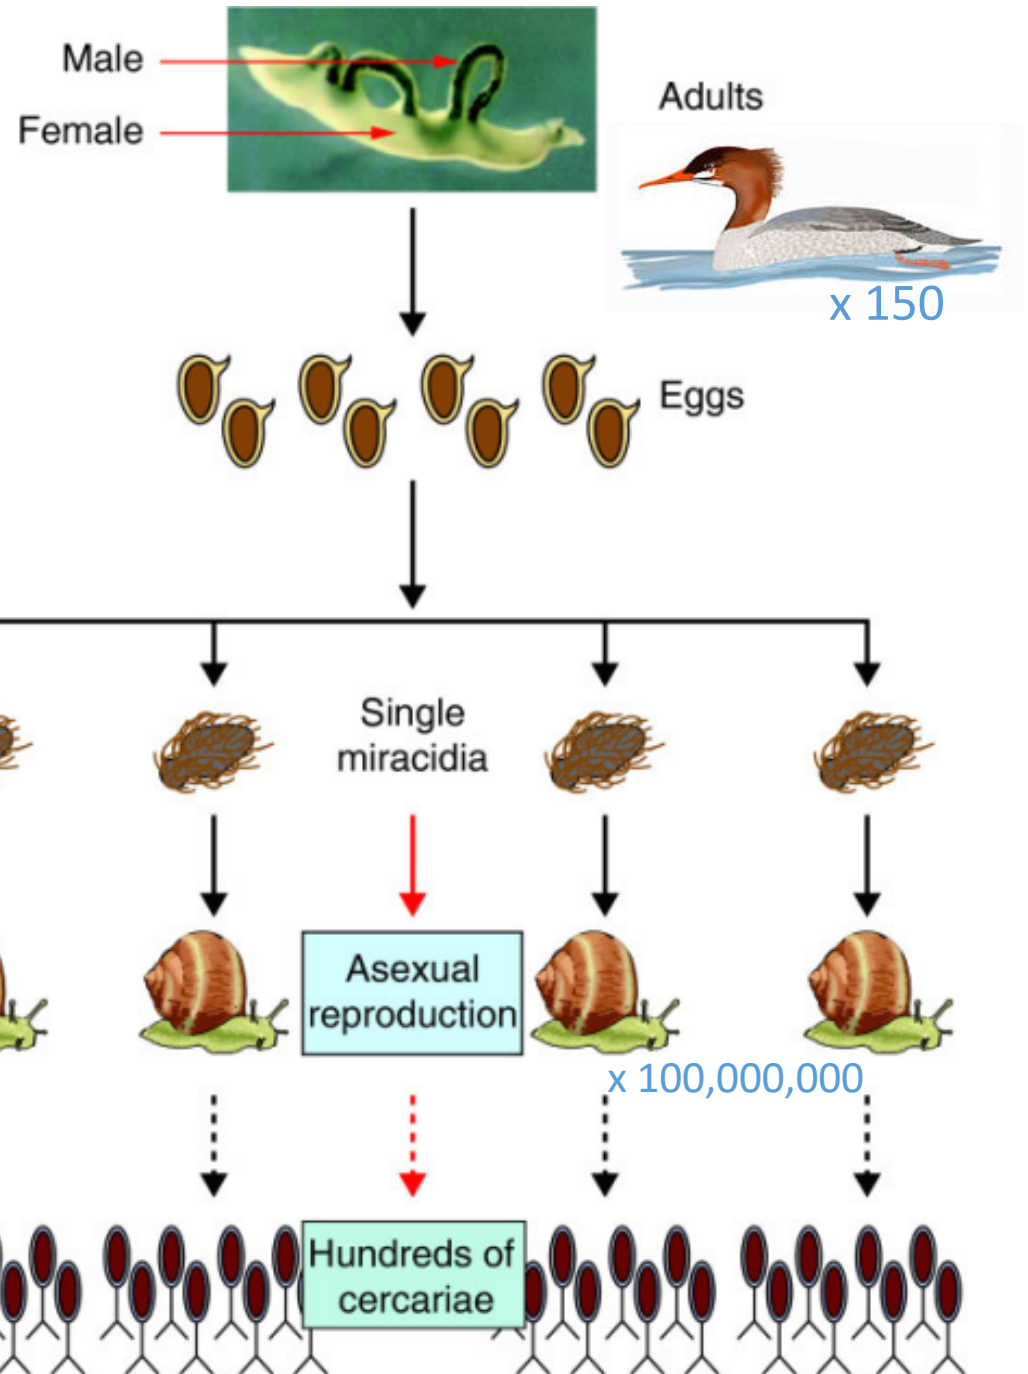 Male
Female
Adults
x 150
Eggs
Single
miracidia
Asexual
reproduction
x 100,000,000
Hundreds of
cercariae